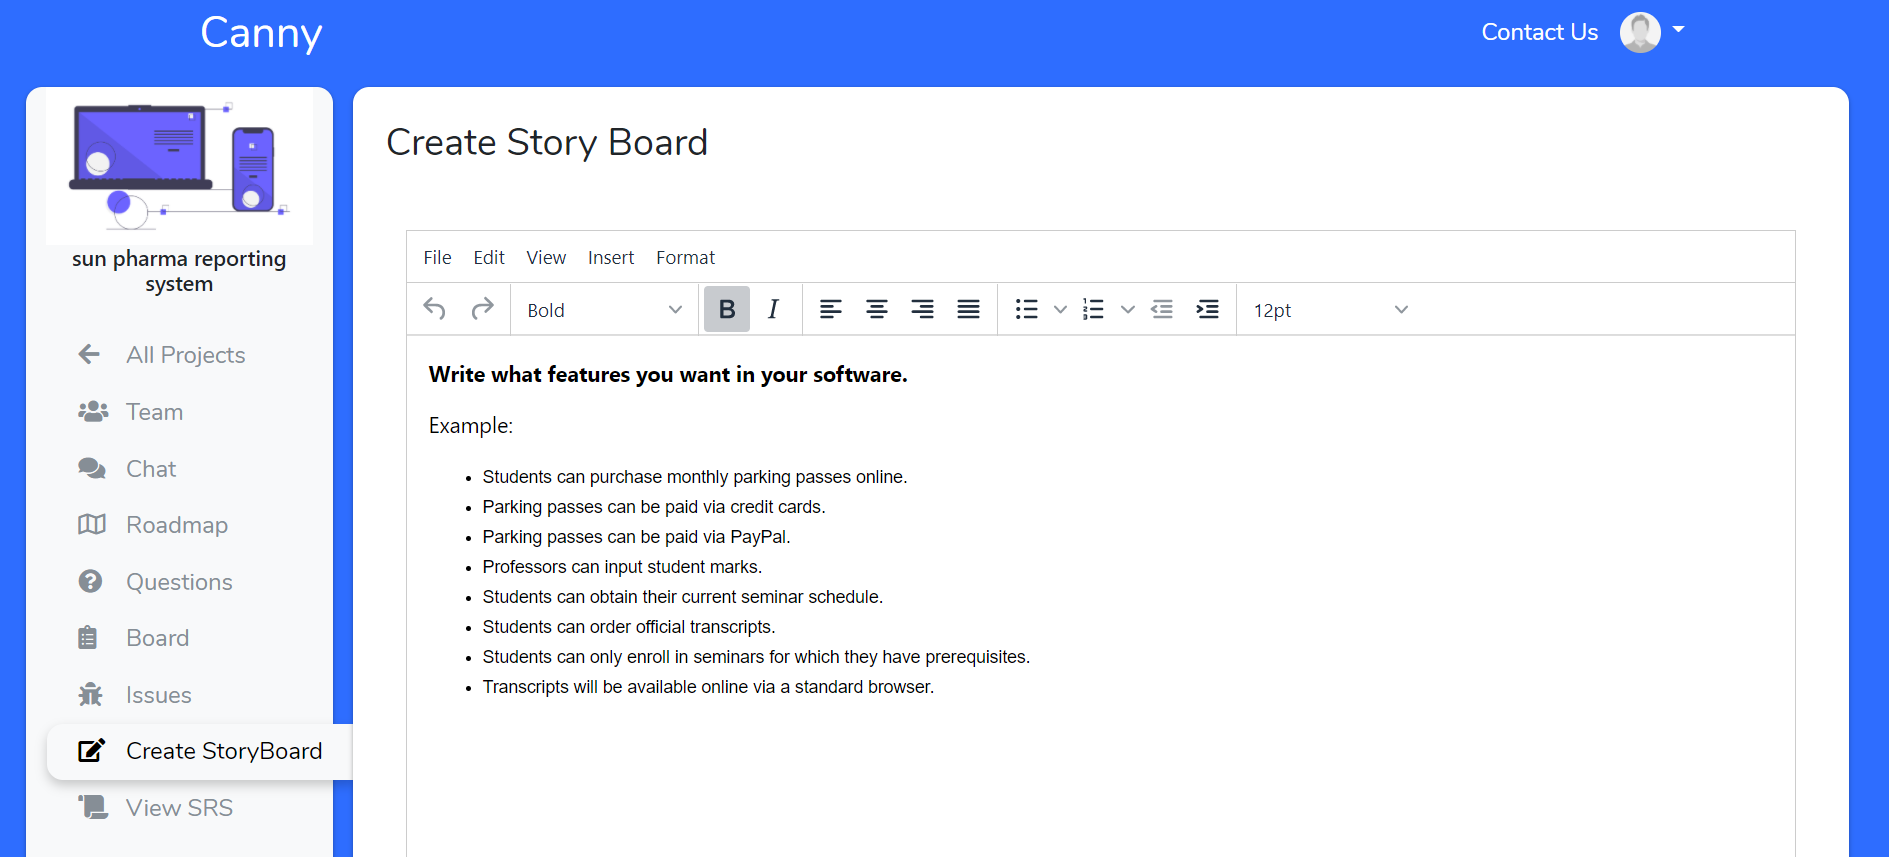 Canny
Contact Us
sun pharma reporting
system
All Projects
Team
Chat
Roadmap
Questions
Board
Issues
Create StoryBoard
View SRS
Create Story Board
File Edit View Insert Format
Bold B I 12pt
Write what features you want in your software.
Example:
• Students can purchase monthly parking passes online.
• Parking passes can be paid via credit cards.
• Parking passes can be paid via PayPal.
• Professors can input student marks.
• Students can obtain their current seminar schedule.
• Students can order official transcripts.
• Students can only enroll in seminars for which they have prerequisites.
• Transcripts will be available online via a standard browser.